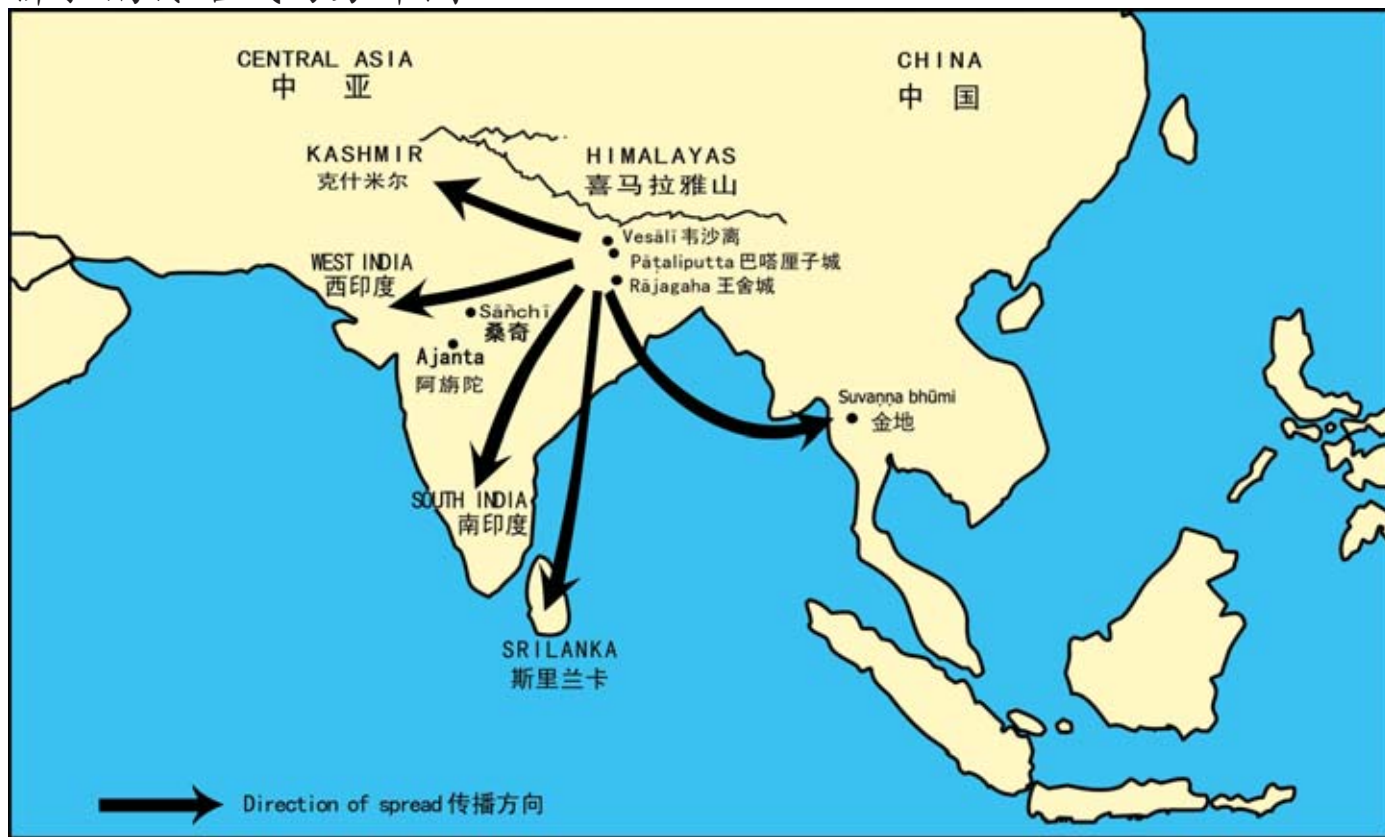 CENTRAL ASIA
中 亚
CHINA
中 国
KASHMIR
克什米尔
HIMALAYAS
喜马拉雅山
Vesālī 韦沙离
Pāṭaliputta 巴嗒厘子城
Rājagaha 王舍城
WEST INDIA
西印度
Sāñchī
桑奇
Ajanta
阿旃陀
Suvaṇṇa bhūmi
金地
SOUTH INDIA
南印度
SRILANKA
斯里兰卡
Direction of spread 传播方向